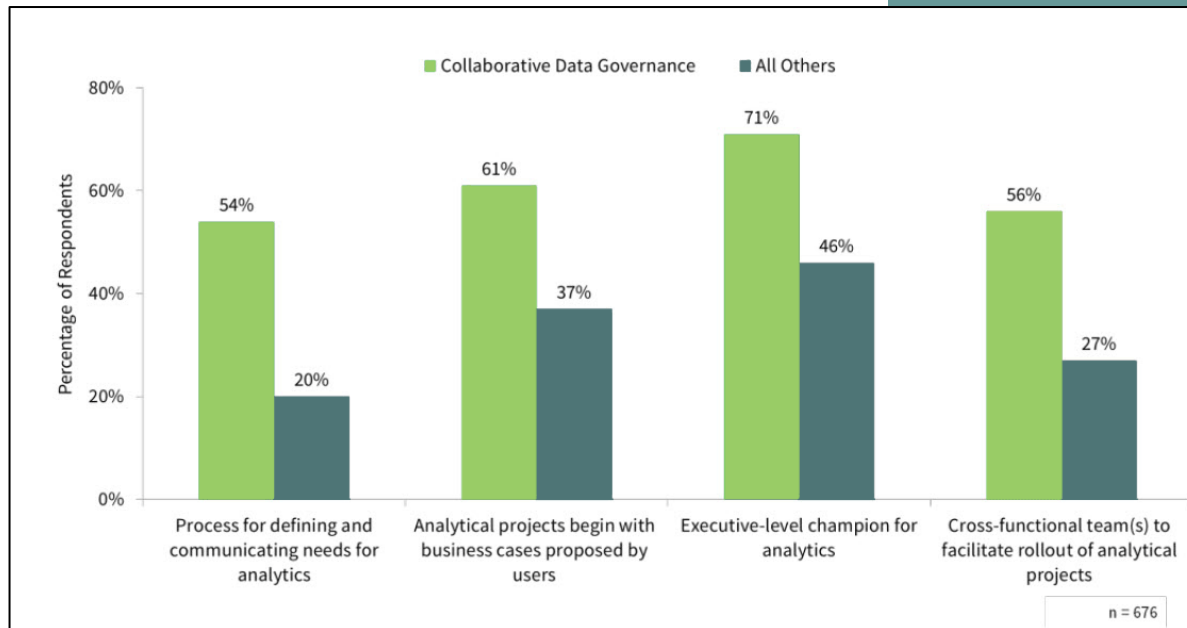 Collaborative Data Governance All Others
80%
60%
40%
20%
0%
Percentage of Respondents
54%
20%
61%
37%
71%
46%
56%
27%
Process for defining and
communicating needs for
analytics
Analytical projects begin with
business cases proposed by
users
Executive-level champion for
analytics
Cross-functional team(s) to
facilitate rollout of analytical
projects
n = 676